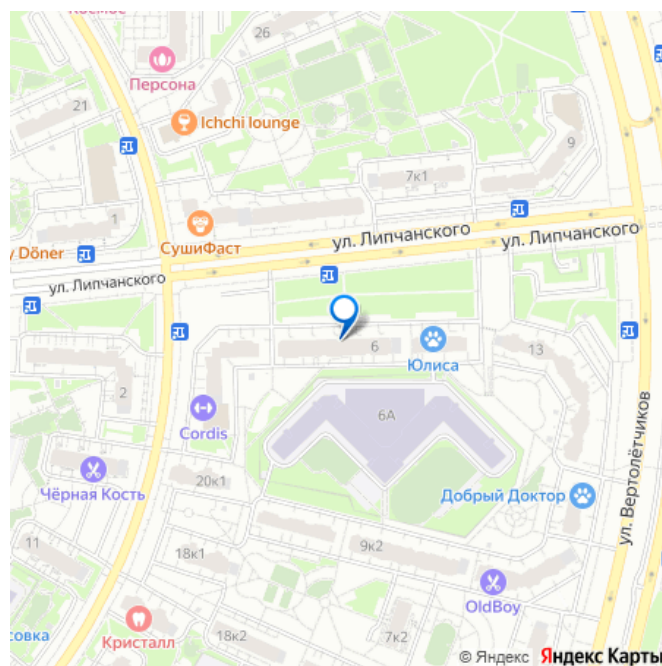 Космос
26
Персона
21
Ichchi lounge
9
7к1
1
СушиФаст
ул. Липчанского
ул. Липчанского
y Döner
ул. Липчанского
6
13
Юлиса
2
6А
Cordis
ул. Вертолётчиков
Чёрная Кость
20к1
Добрый Доктор
11
18к1
9к2
OldBoy
Кристалл
совка
18к2
7к2
© Яндекс Яндекс Карты